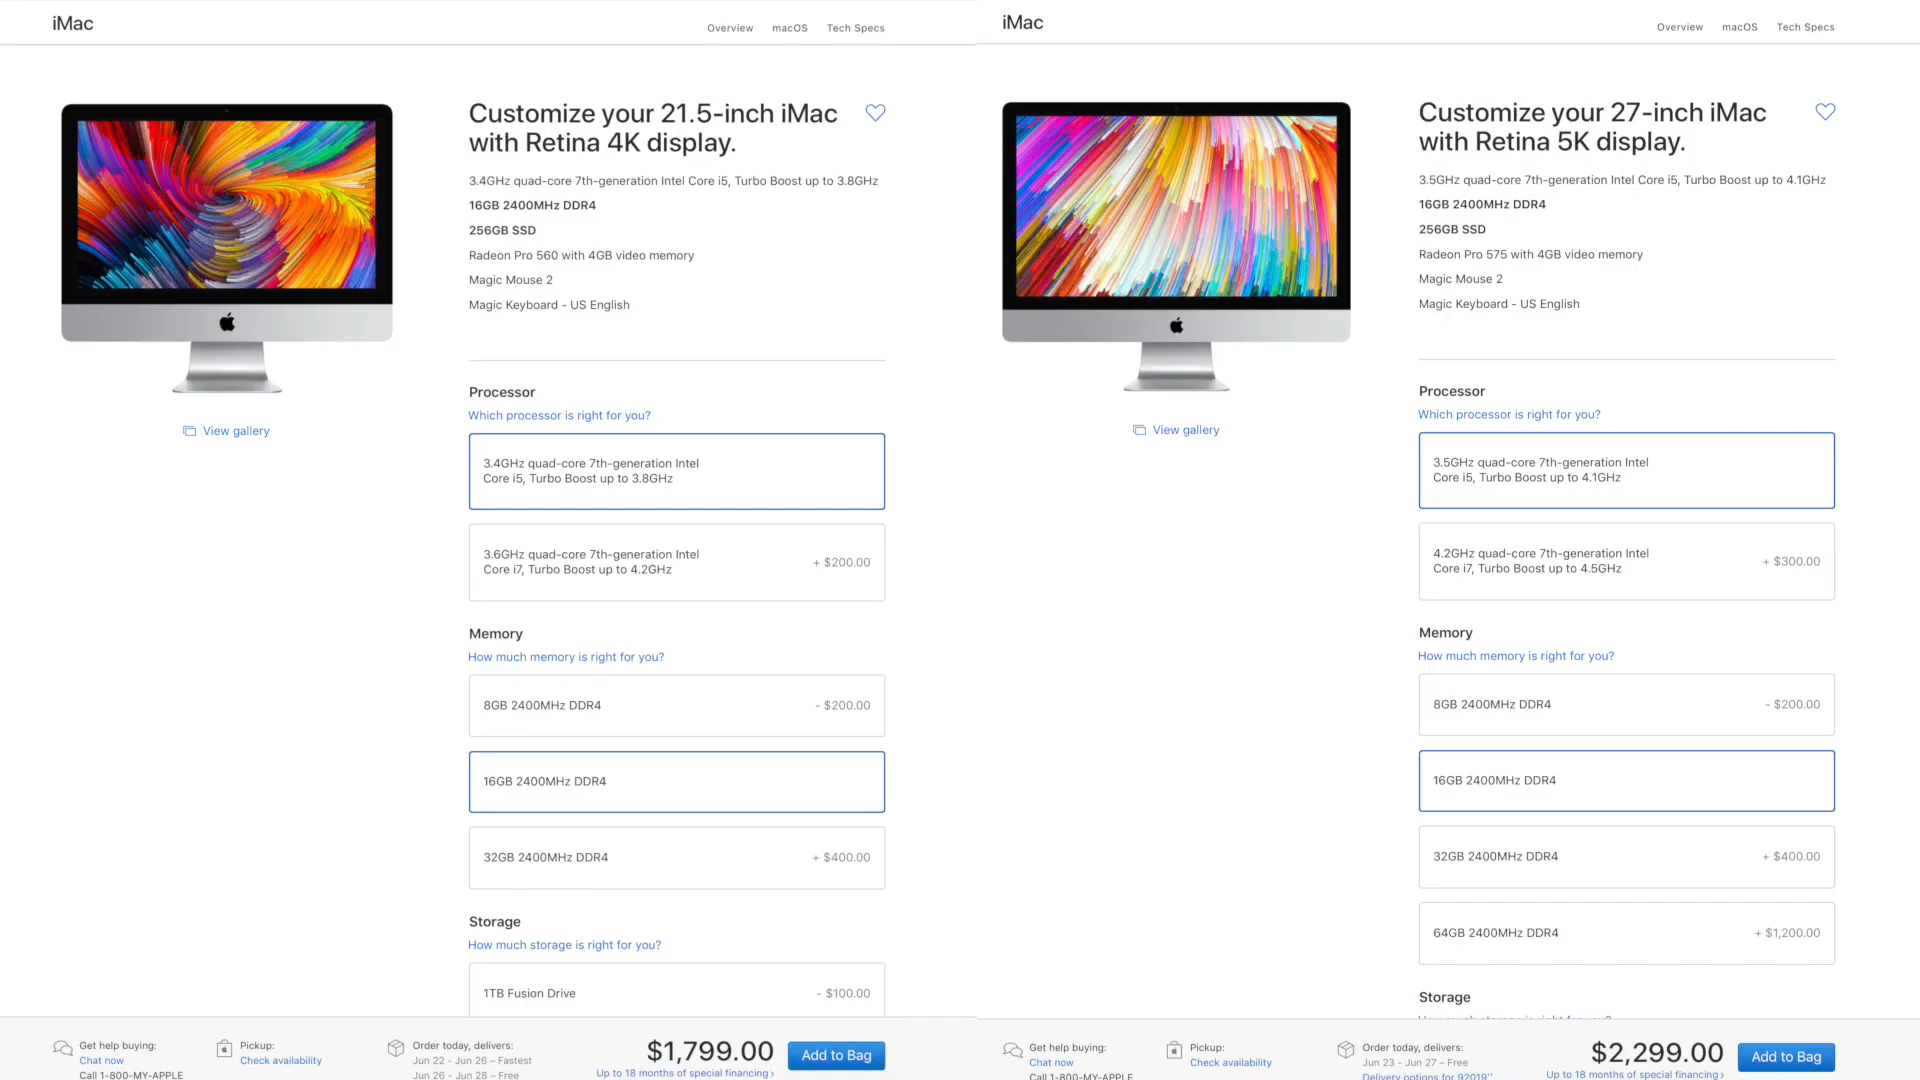 iMac
Overview
macOS
Tech Specs
Customize your 21.5-inch iMac
with Retina 4K display.
3.4GHz quad-core 7th-generation Intel Core i5, Turbo Boost up to 3.8GHz
16GB 2400MHz DDR4
256GB SSD
Radeon Pro 560 with 4GB video memory
Magic Mouse 2
Magic Keyboard - US English
View gallery
Processor
Which processor is right for you?
3.4GHz quad-core 7th-generation Intel
Core i5, Turbo Boost up to 3.8GHz
3.6GHz quad-core 7th-generation Intel
Core i7, Turbo Boost up to 4.2GHz
+ $200.00
Memory
How much memory is right for you?
8GB 2400MHz DDR4
- $200.00
16GB 2400MHz DDR4
32GB 2400MHz DDR4
+ $400.00
Storage
How much storage is right for you?
1TB Fusion Drive
- $100.00
Get help buying:
Chat now
Call 1-800-MY-APPLE
Pickup:
Check availability
Order today, delivers:
Jun 22 - Jun 26 – Fastest
Jun 26 - Jun 28 – Free
$1,799.00
Up to 18 months of special financing ›
Add to Bag
iMac
Overview
macOS
Tech Specs
Customize your 27-inch iMac
with Retina 5K display.
3.5GHz quad-core 7th-generation Intel Core i5, Turbo Boost up to 4.1GHz
16GB 2400MHz DDR4
256GB SSD
Radeon Pro 575 with 4GB video memory
Magic Mouse 2
Magic Keyboard - US English
View gallery
Processor
Which processor is right for you?
3.5GHz quad-core 7th-generation Intel
Core i5, Turbo Boost up to 4.1GHz
4.2GHz quad-core 7th-generation Intel
Core i7, Turbo Boost up to 4.5GHz
+ $300.00
Memory
How much memory is right for you?
8GB 2400MHz DDR4
- $200.00
16GB 2400MHz DDR4
32GB 2400MHz DDR4
+ $400.00
64GB 2400MHz DDR4
+ $1,200.00
Storage
Get help buying:
Chat now
Call 1-800-MY-APPLE
Pickup:
Check availability
Order today, delivers:
Jun 23 - Jun 27 – Free
Delivery options for 92019
$2,299.00
Up to 18 months of special financing ›
Add to Bag